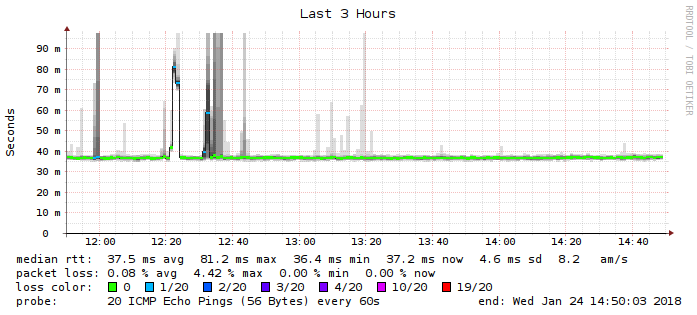 Last 3 Hours
RRDTOOL / TOBI OETIKER
Seconds
90 m
80 m
70 m
60 m
50 m
40 m
30 m
20 m
10 m
0
12:00 12:20 12:40 13:00 13:20 13:40 14:00 14:20 14:40
median rtt: 37.5 ms avg 81.2 ms max 36.4 ms min 37.2 ms now 4.6 ms sd 8.2 am/s
packet loss: 0.08 % avg 4.42 % max 0.00 % min 0.00 % now
loss color: 0 1/20 2/20 3/20 4/20 10/20 19/20
probe: 20 ICMP Echo Pings (56 Bytes) every 60s end: Wed Jan 24 14:50:03 2018